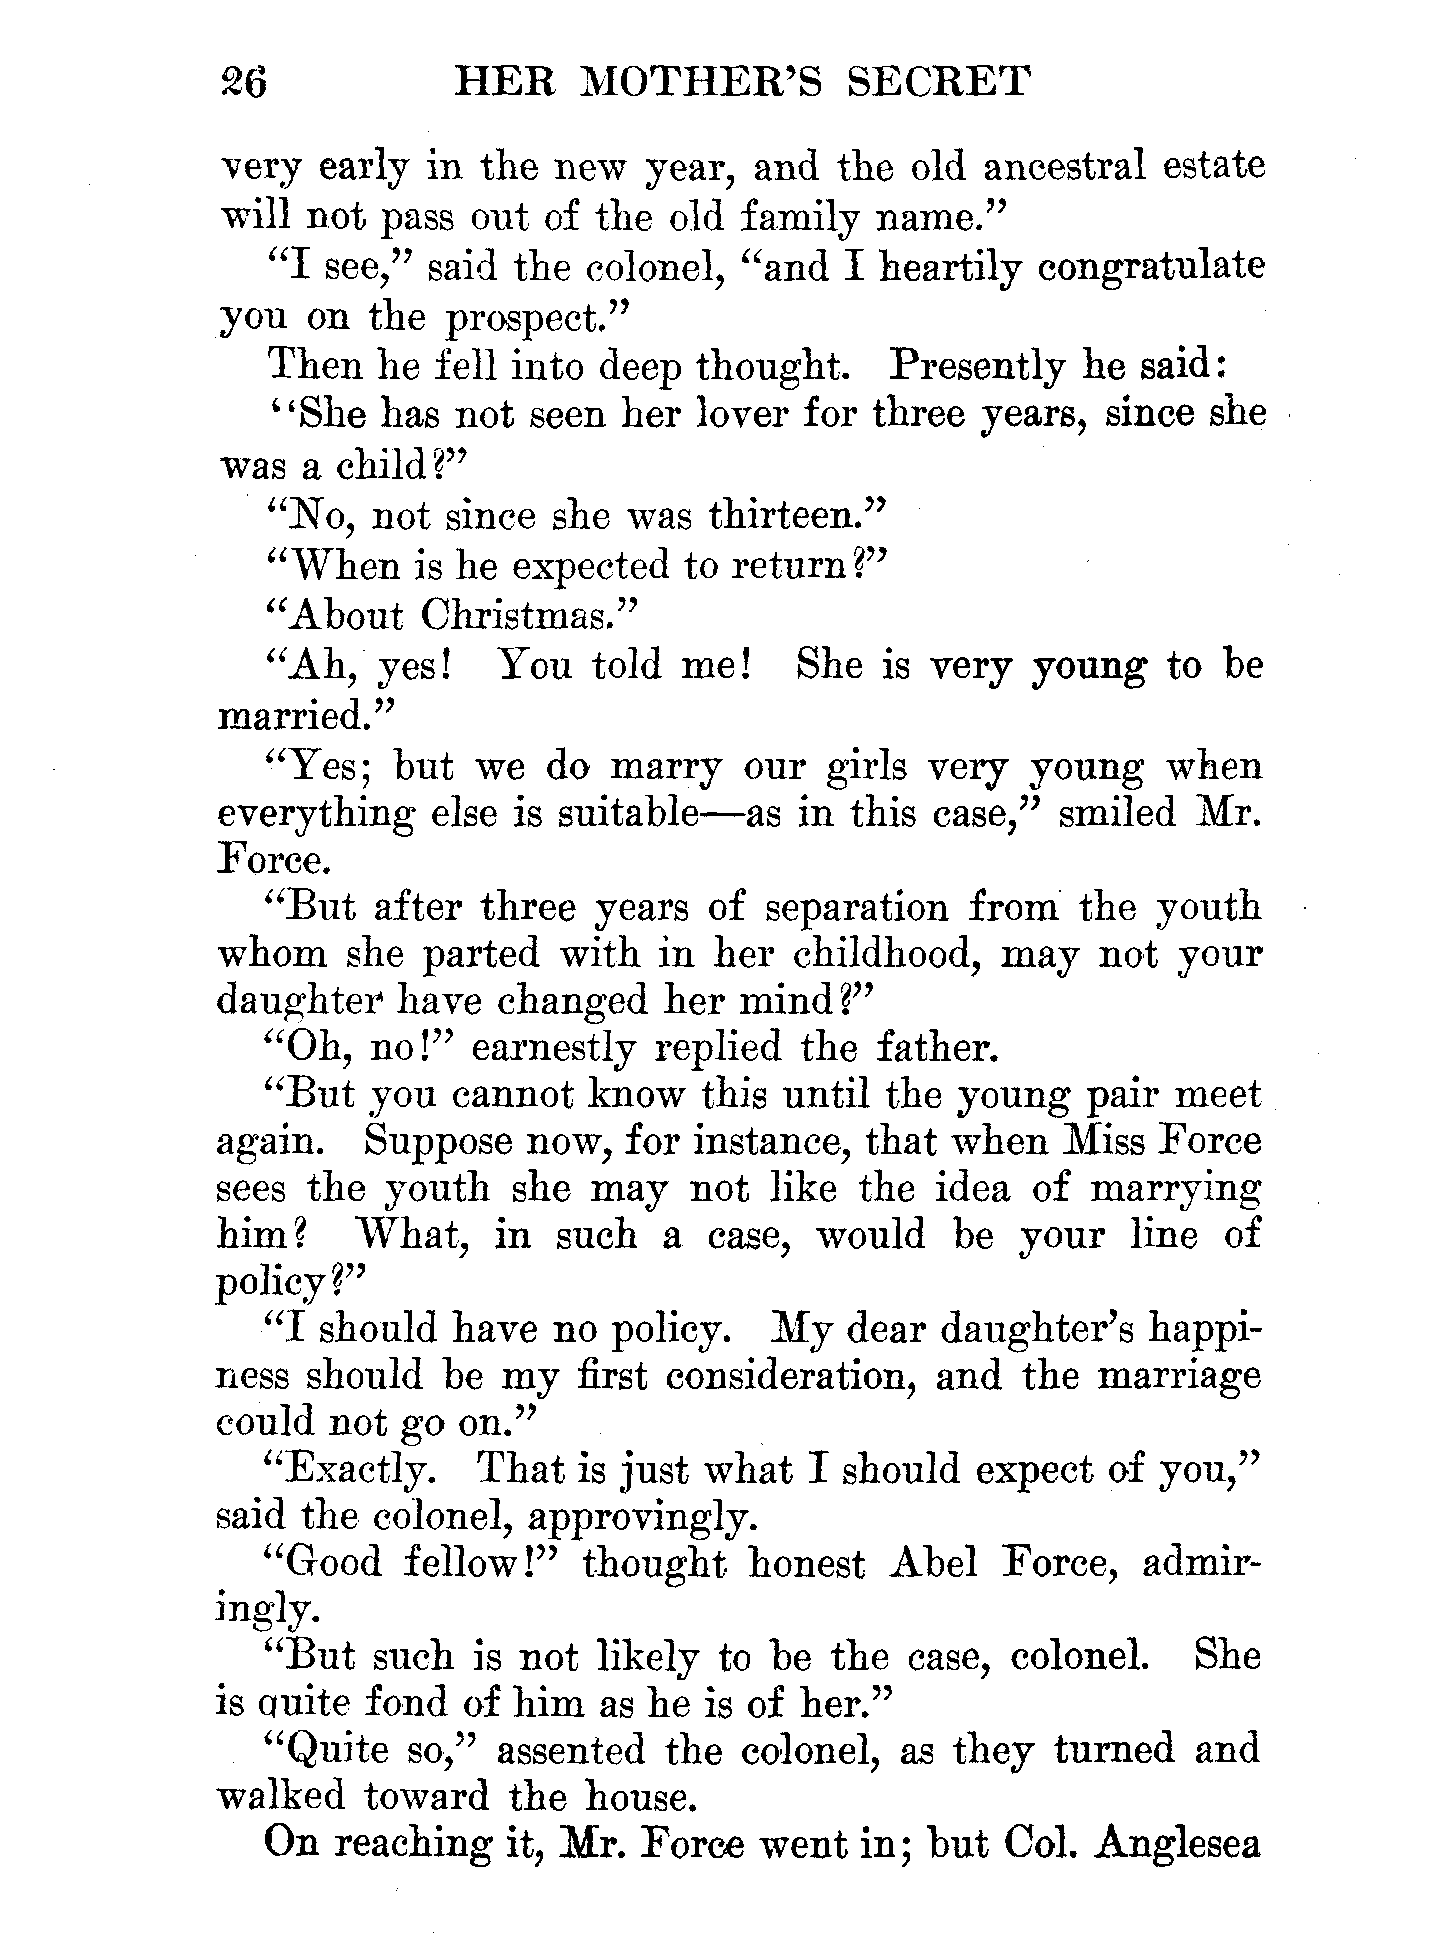 26 HER MOTHER'S SECRET
very early in the new year, and the old ancestral estate
will not pass out of the old family name."
"I see," said the colonel, "and I heartily congratulate
you on the prospect."
Then he fell into deep thought. Presently he said:
"She has not seen her lover for three years, since she
was a child?"
"No, not since she was thirteen."
"When is he expected to return?"
"About Christmas."
"Ah, yes! You told me! She is very young to be
married."
"Yes; but we do marry our girls very young when
everything else is suitable—as in this case," smiled Mr.
Force.
"But after three years of separation from the youth
whom she parted with in her childhood, may not your
daughter have changed her mind?"
"Oh, no!" earnestly replied the father.
"But you cannot know this until the young pair meet
again. Suppose now, for instance, that when Miss Force
sees the youth she may not like the idea of marrying
him? What, in such a case, would be your line of
policy?"
"I should have no policy. My dear daughter's happi-
ness should be my first consideration, and the marriage
could not go on."
"Exactly. That is just what I should expect of you,"
said the colonel, approvingly.
"Good fellow!" thought honest Abel Force, admir-
ingly.
"But such is not likely to be the case, colonel. She
is quite fond of him as he is of her."
"Quite so," assented the colonel, as they turned and
walked toward the house.
On reaching it, Mr. Force went in; but Col. Anglesea